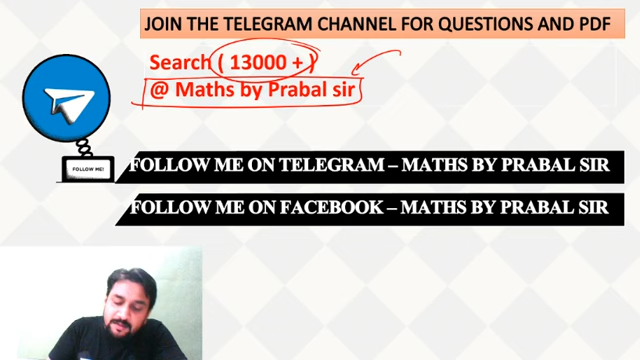 JOIN THE TELEGRAM CHANNEL FOR QUESTIONS AND PDF
Search ( 13000 + )
@ Maths by Prabal sir
FOLLOW ME!
FOLLOW ME ON TELEGRAM – MATHS BY PRABAL SIR
FOLLOW ME ON FACEBOOK – MATHS BY PRABAL SIR